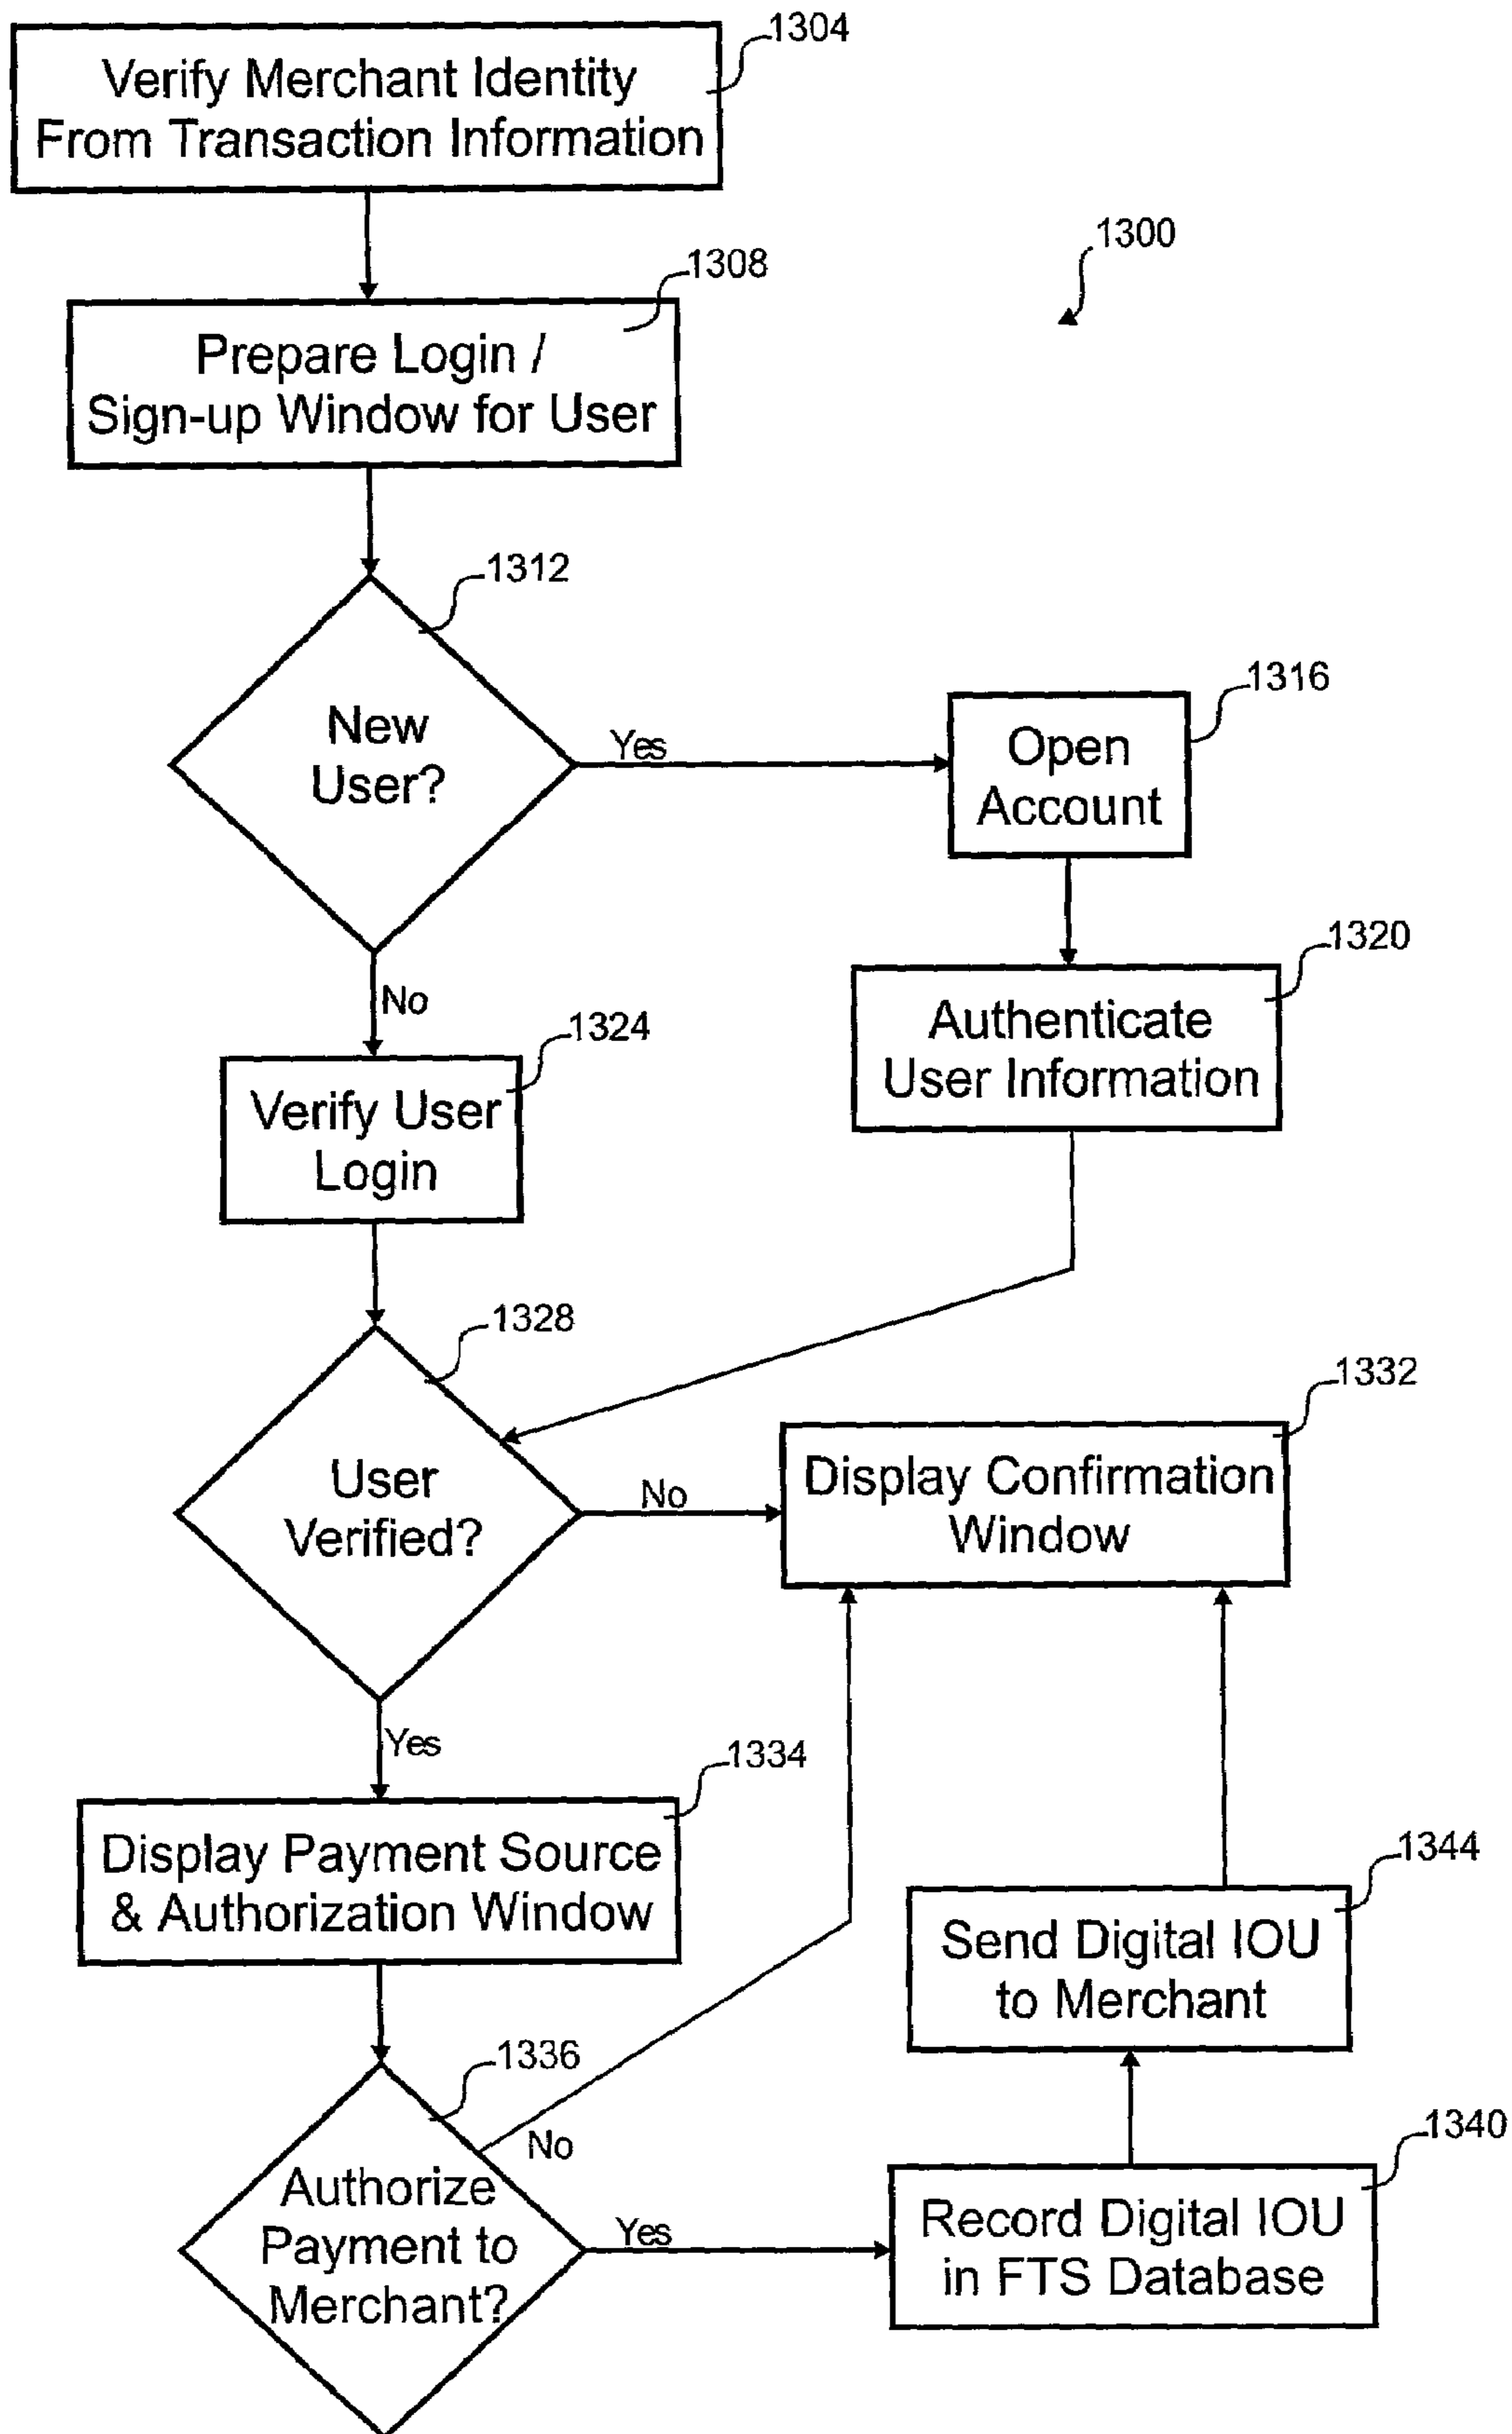 1304
Verify Merchant Identity
From Transaction Information
1300
1308
Prepare Login /
Sign-up Window for User
1312
New
User?
Yes
1316
Open
Account
No
1320
Authenticate
User Information
1324
Verify User
Login
1328
User
Verified?
No
1332
Display Confirmation
Window
Yes
1334
Display Payment Source
& Authorization Window
1344
Send Digital IOU
to Merchant
1336
No
Authorize
Payment to
Merchant?
Yes
1340
Record Digital IOU
in FTS Database